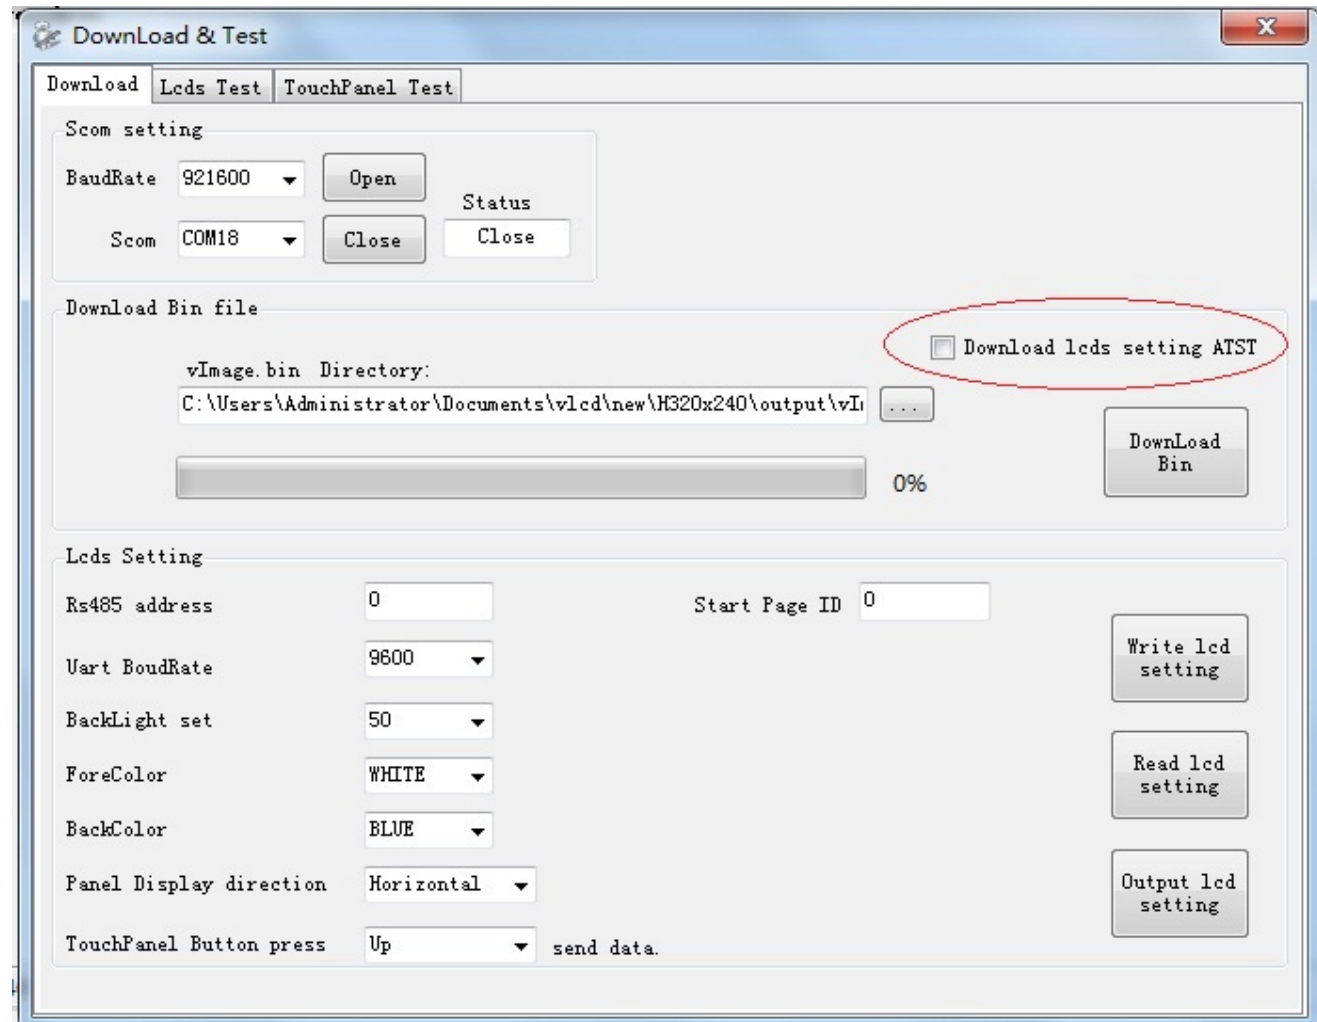 DownLoad & Test
Download Lcds Test TouchPanel Test
Scom setting
BaudRate 921600 Open
Status
Scom COM18 Close Close
Download Bin file
Download lcds setting ATST
vImage.bin Directory:
C:\Users\Administrator\Documents\vlcd\new\H320x240\output\vI ...
DownLoad
Bin
0%
Lcds Setting
Rs485 address 0 Start Page ID 0
Uart BoudRate 9600
Write lcd
setting
BackLight set 50
ForeColor WHITE
Read lcd
setting
BackColor BLUE
Panel Display direction Horizontal
Output lcd
setting
TouchPanel Button press Up send data.